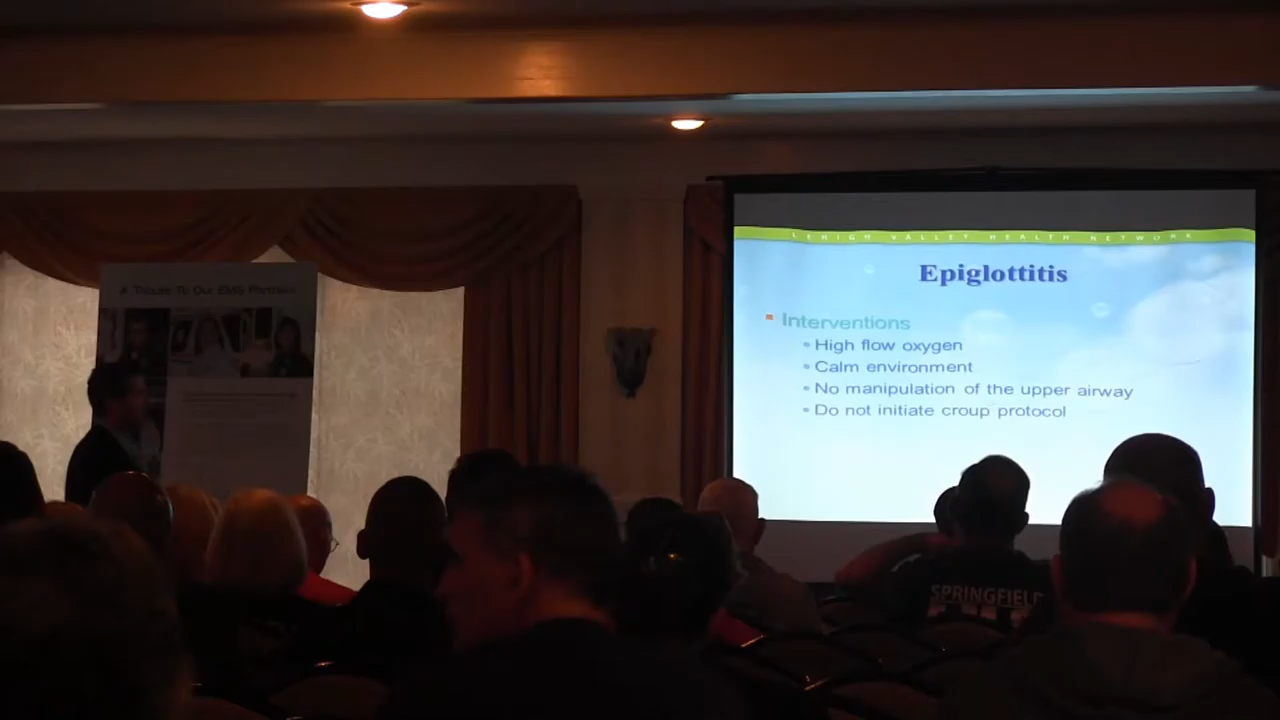 A Tribute To Our EMS Partners
LEHIGH VALLEY HEALTH NETWORK
Epiglottitis
Interventions
High flow oxygen
Calm environment
No manipulation of the upper airway
Do not initiate croup protocol
SPRINGFIELD